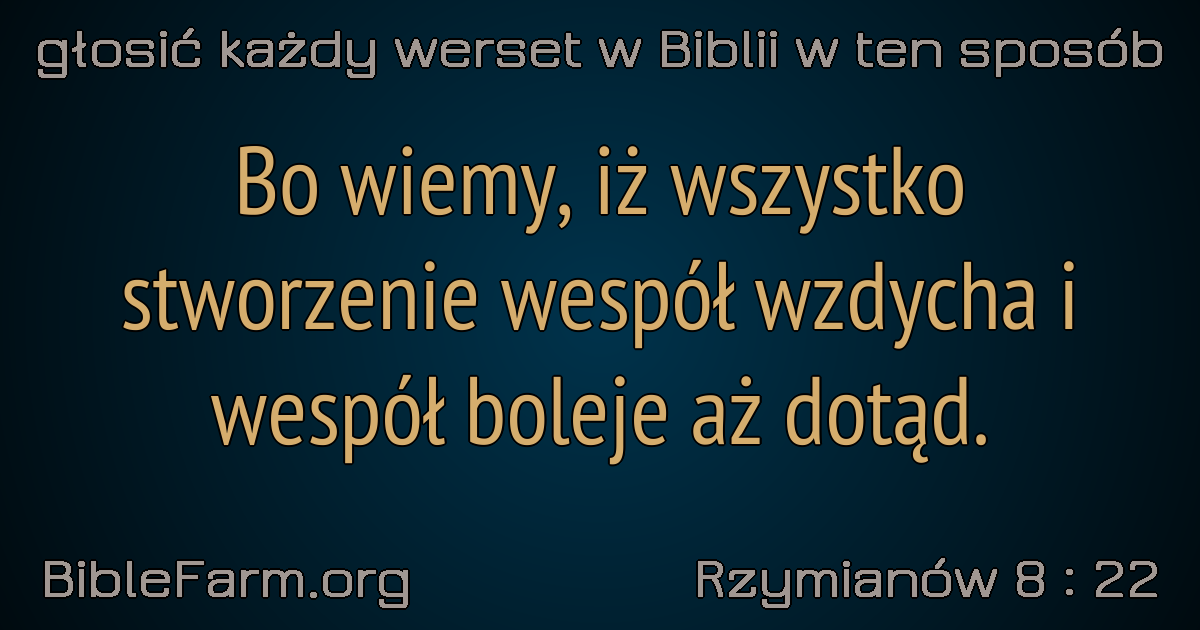 głosić każdy werset w Biblii w ten sposób
Bo wiemy, iż wszystko
stworzenie wespół wzdycha i
wespół boleje aż dotąd.
BibleFarm.org
Rzymianów 8 : 22